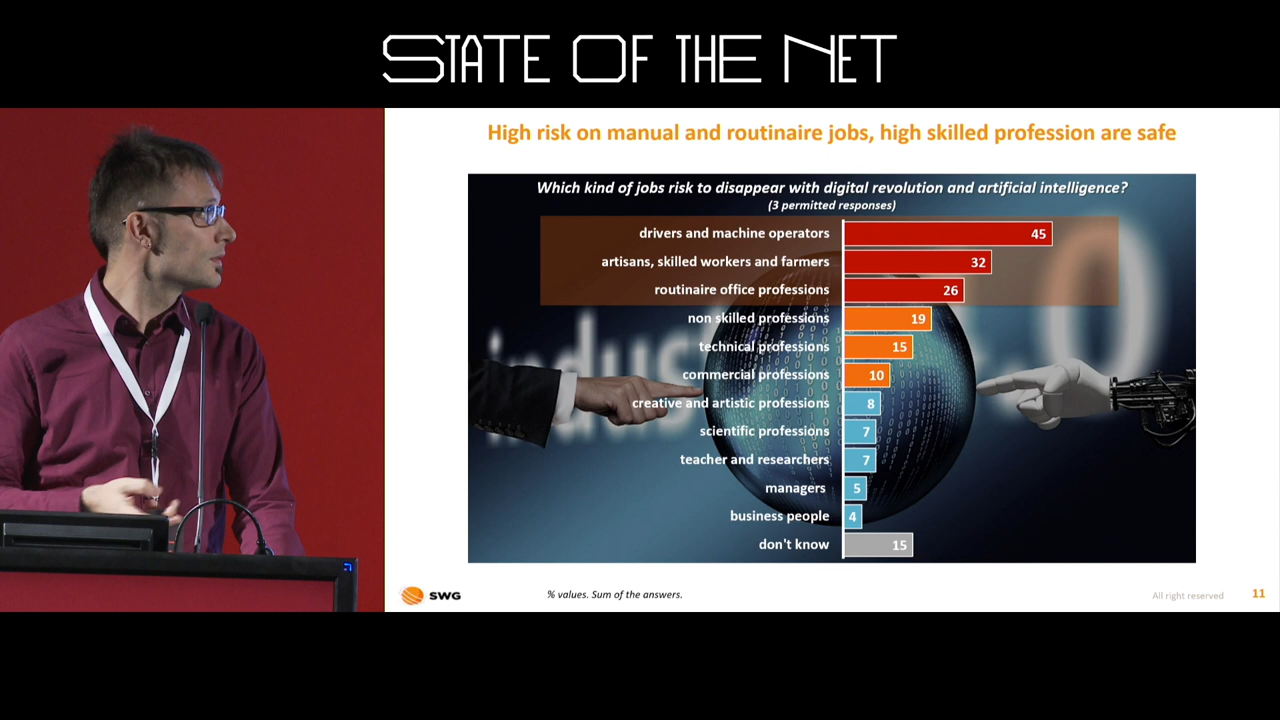 STATE OF THE NET
High risk on manual and routinaire jobs, high skilled profession are safe
Which kind of jobs risk to disappear with digital revolution and artificial intelligence?
(3 permitted responses)
drivers and machine operators 45
artisans, skilled workers and farmers 32
routinaire office professions 26
non skilled professions 19
technical professions 15
commercial professions 10
creative and artistic professions 8
scientific professions 7
teacher and researchers 7
managers 5
business people 4
don't know 15
SWG
% values. Sum of the answers.
All right reserved
11